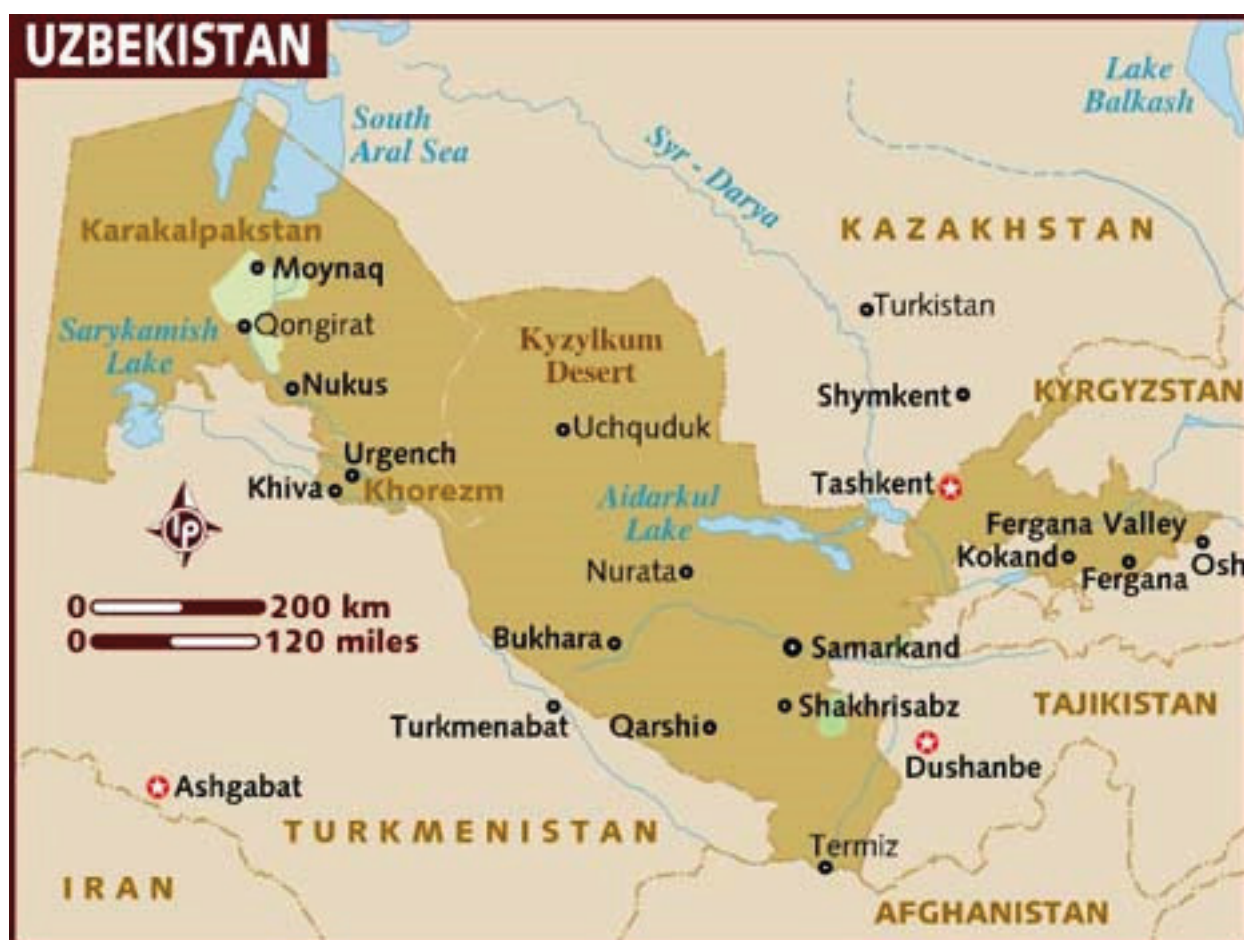 UZBEKISTAN
South
Aral Sea
Lake
Balkash
Syr - Darya
KAZAKHSTAN
Karakalpakstan
Moynaq
Turkistan
Qongirat
Sarykamish
Lake
Kyzylkum
Desert
Nukus
Shymkent
KYRGYZSTAN
Uchquduk
Urgench
Khiva
Khorezm
Tashkent
Aidarkul
Lake
Fergana Valley
Kokand
Fergana
Osh
lp
Nurata
0 200 km
0 120 miles
Bukhara
Samarkand
Shakhrisabz
TAJIKISTAN
Turkmenabat
Qarshi
Dushanbe
Ashgabat
TURKMENISTAN
Termiz
IRAN
AFGHANISTAN